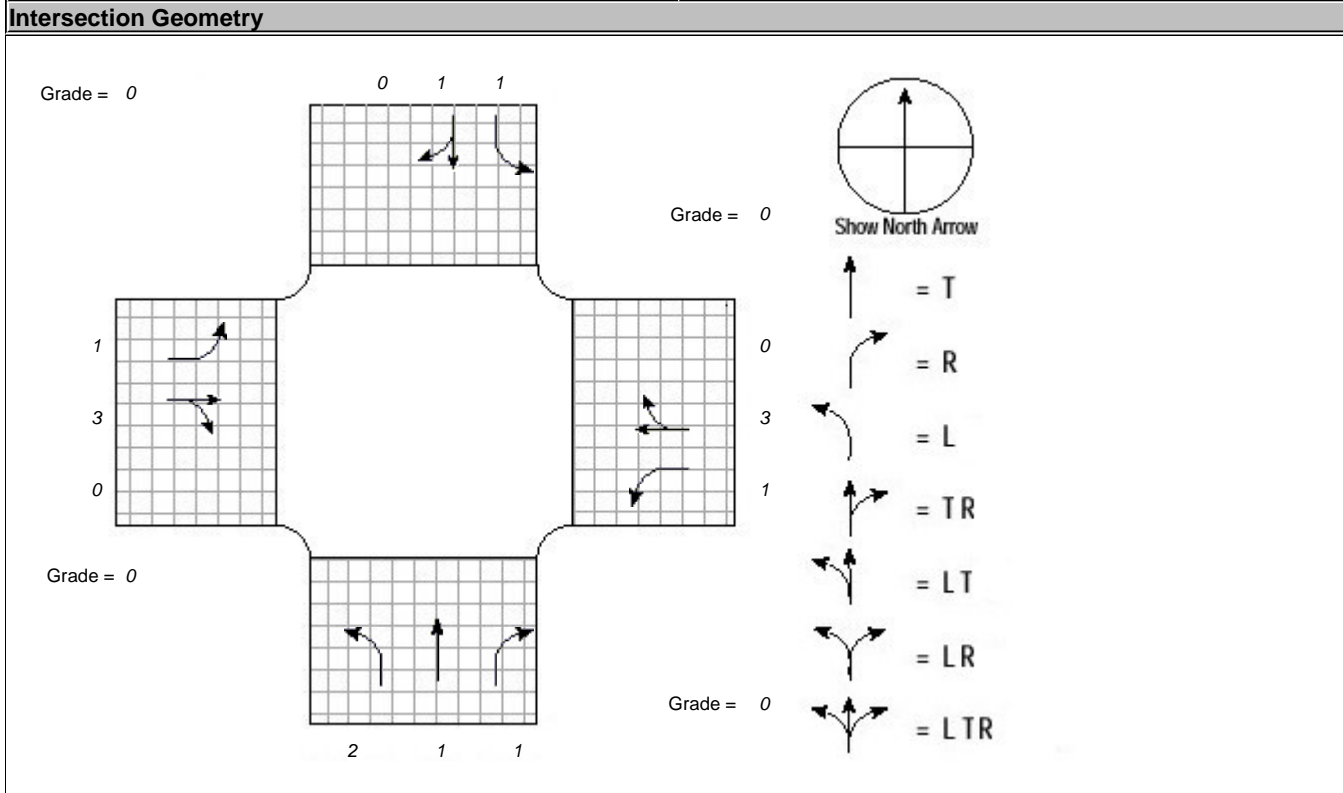 Intersection Geometry
Grade = 0
0 1 1
Grade = 0
Show North Arrow
= T
1
0
= R
3
3
= L
0
1
= TR
Grade = 0
= LT
= LR
Grade = 0
= LTR
2 1 1